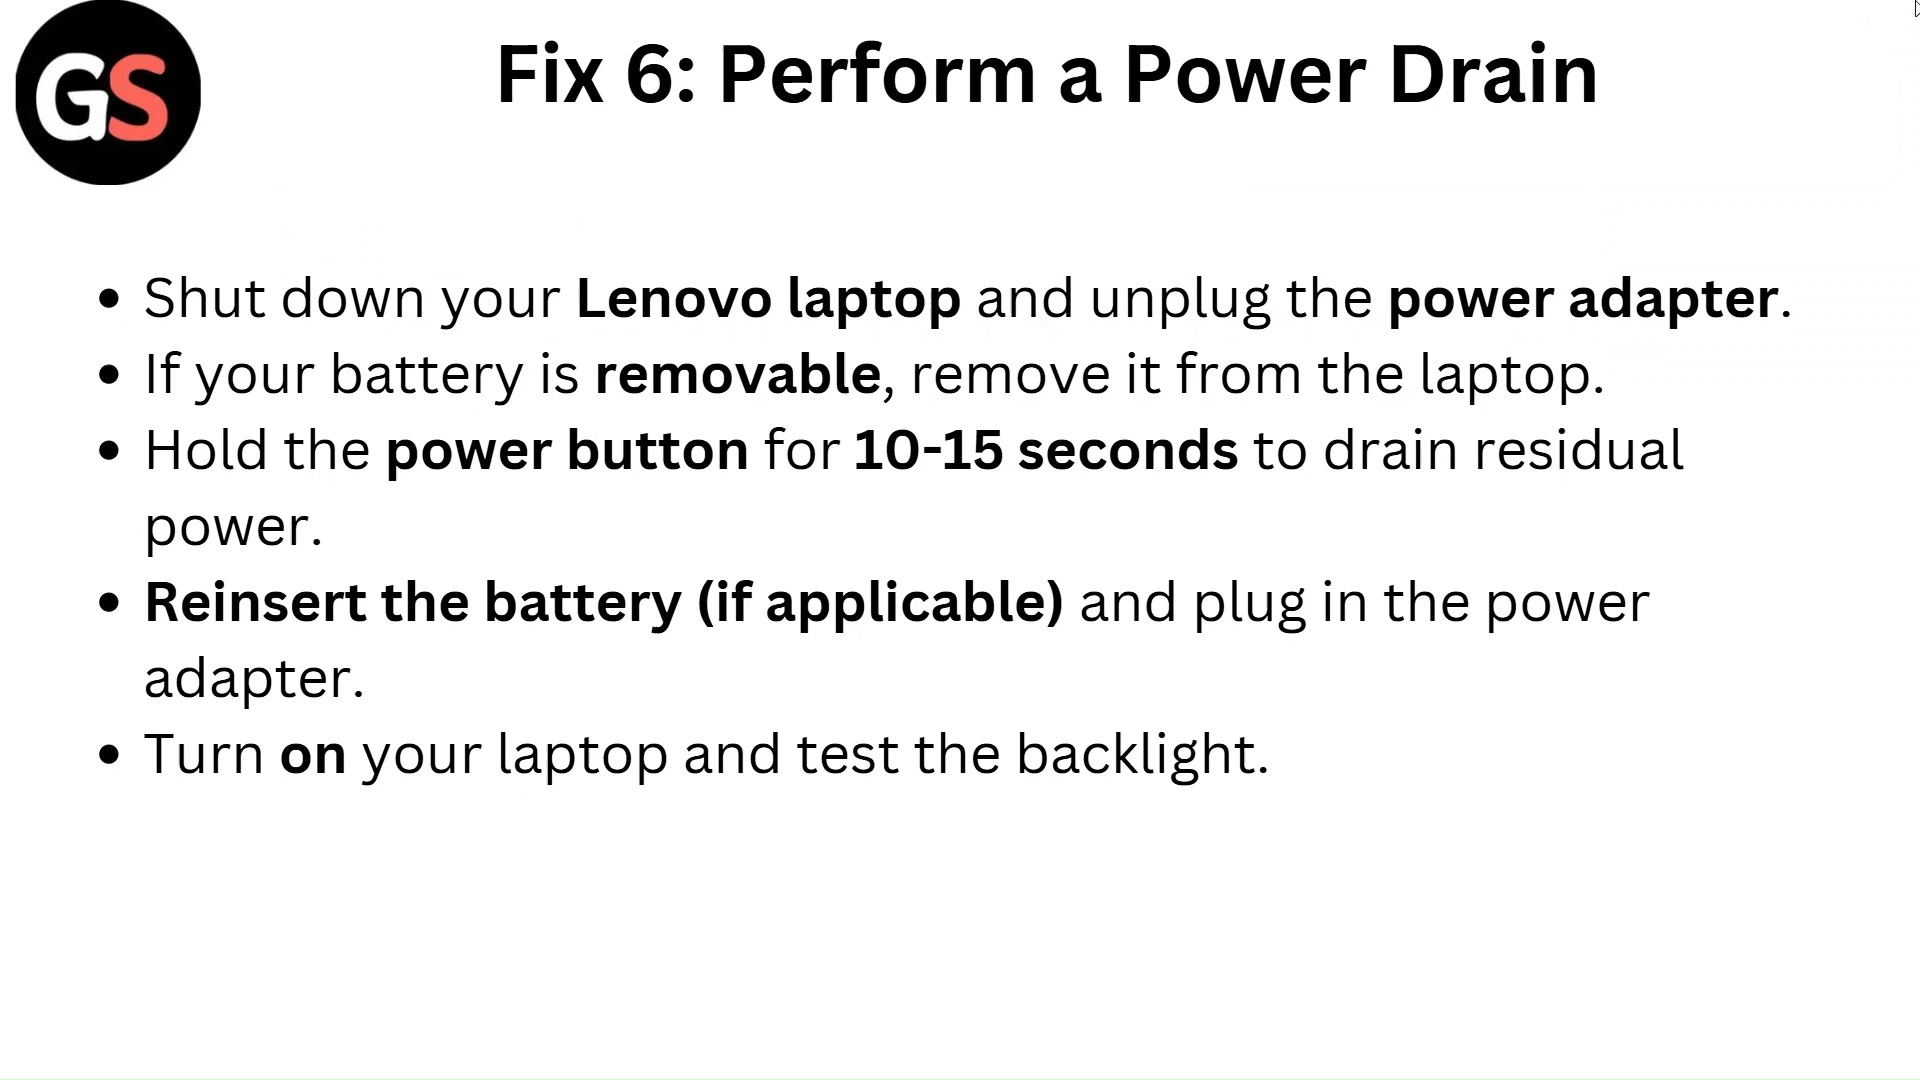 GS
Fix 6: Perform a Power Drain
• Shut down your Lenovo laptop and unplug the power adapter.
• If your battery is removable, remove it from the laptop.
• Hold the power button for 10-15 seconds to drain residual
power.
• Reinsert the battery (if applicable) and plug in the power
adapter.
• Turn on your laptop and test the backlight.